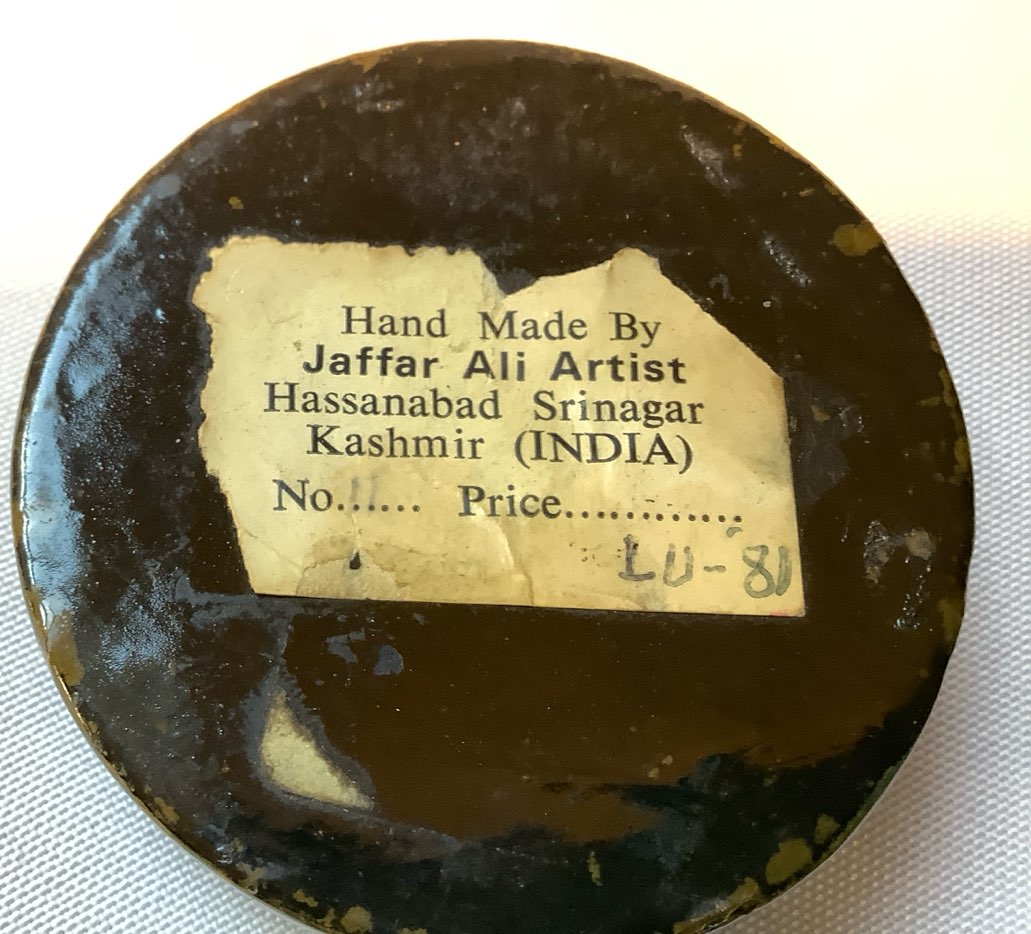 Hand Made By
Jaffar Ali Artist
Hassanabad Srinagar
Kashmir (INDIA)
No.11.... Price............
LU-81